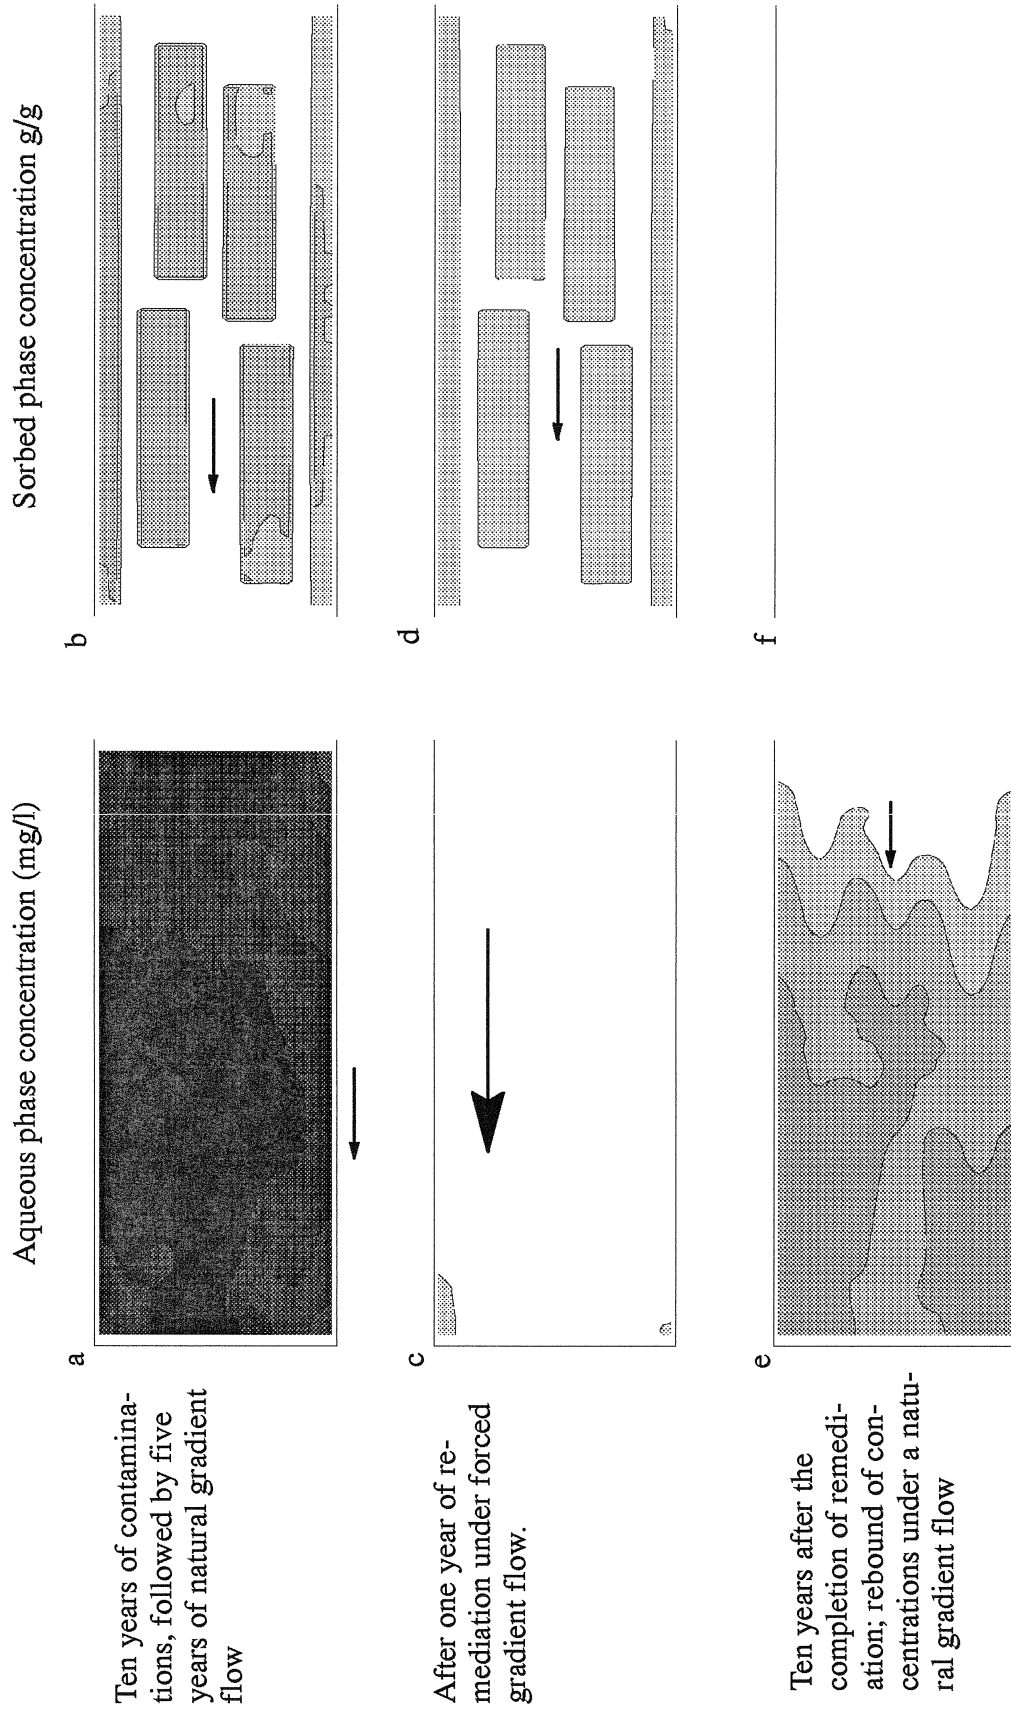 Aqueous phase concentration (mg/l)
Sorbed phase concentration g/g
Ten years of contamina-
tions, followed by five
years of natural gradient
flow
a
b
After one year of re-
mediation under forced
gradient flow.
c
d
Ten years after the
completion of remedi-
ation; rebound of con-
centrations under a natu-
ral gradient flow
e
f